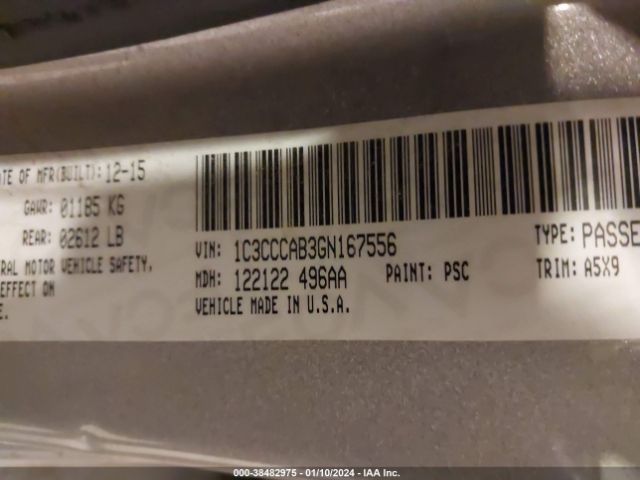 ATE OF MFR(BUILT): 12-15
GAWR: 01185 KG
REAR: 02612 LB
RAL MOTOR VEHICLE SAFETY,
EFFECT ON
E.
VIN: 1C3CCCAB3GN167556
TYPE: PASSE
MDH: 122122 496AA
PAINT: PSC
TRIM: A5X9
VEHICLE MADE IN U.S.A.
000-38482975 — 01/10/2024 — IAA Inc.